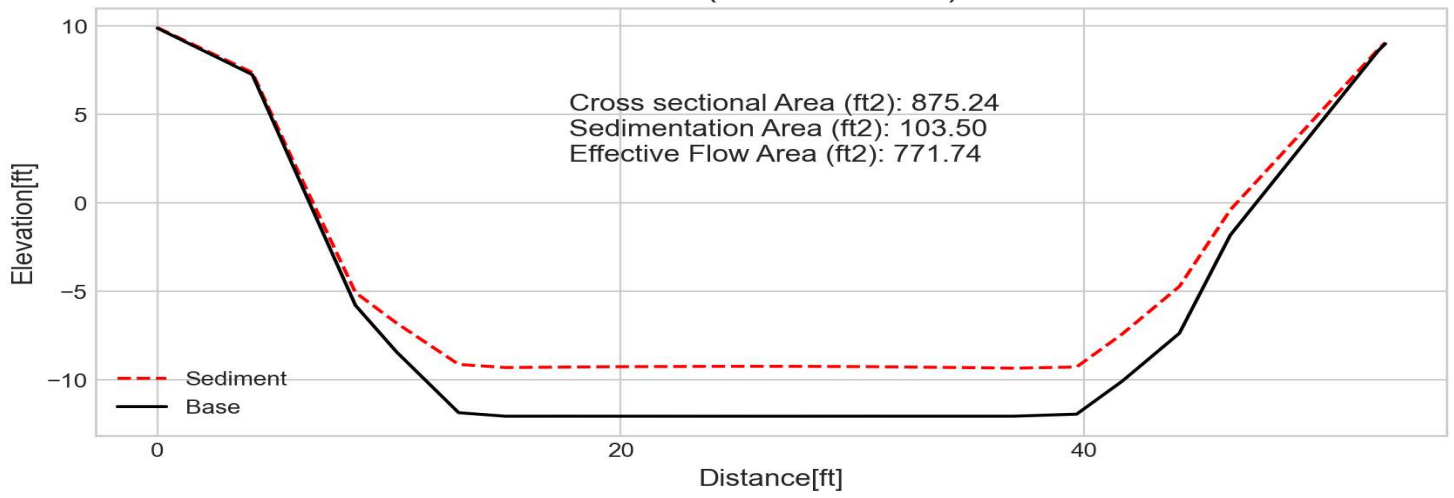 10
5
0
−5
−10
Elevation[ft]
Cross sectional Area (ft2): 875.24
Sedimentation Area (ft2): 103.50
Effective Flow Area (ft2): 771.74
Sediment
Base
0
20
40
Distance[ft]